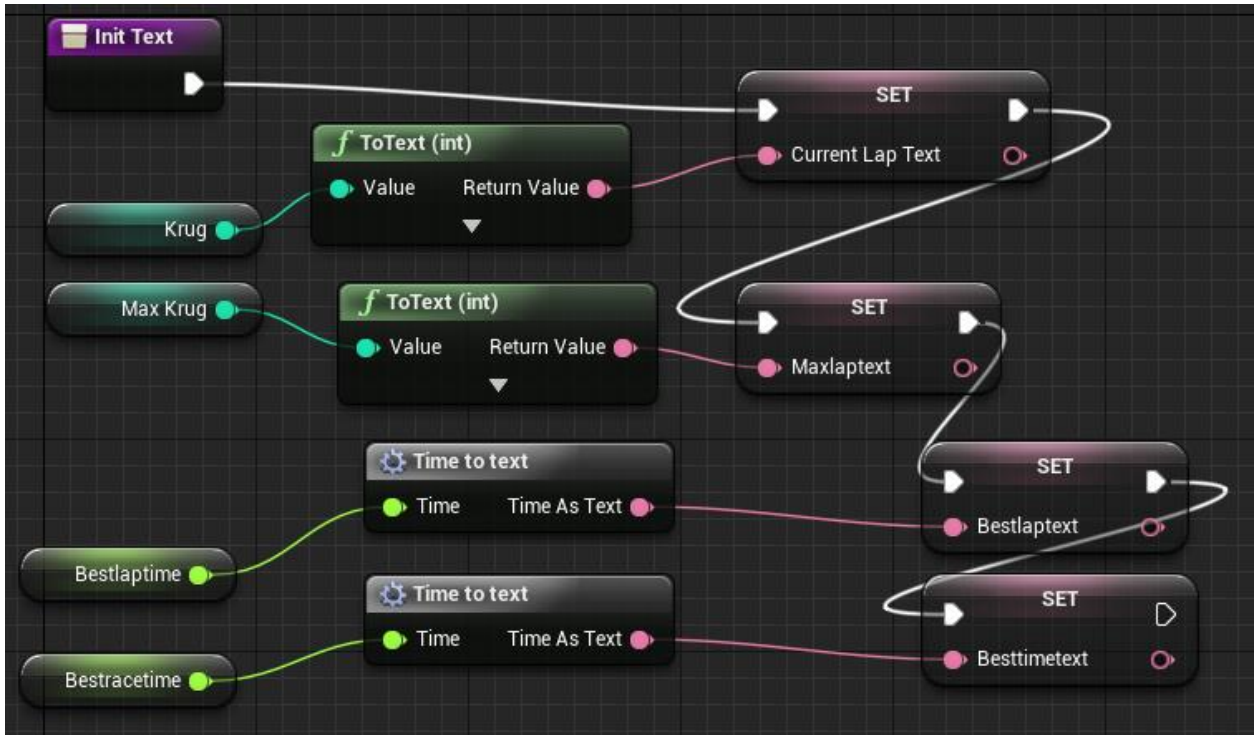 Init Text
SET
Current Lap Text
ToText (int)
Value Return Value
Krug
Max Krug
ToText (int)
Value Return Value
SET
Maxlaptext
Time to text
Time Time As Text
SET
Bestlaptext
Bestlaptime
Time to text
Time Time As Text
SET
Besttimetext
Bestracetime